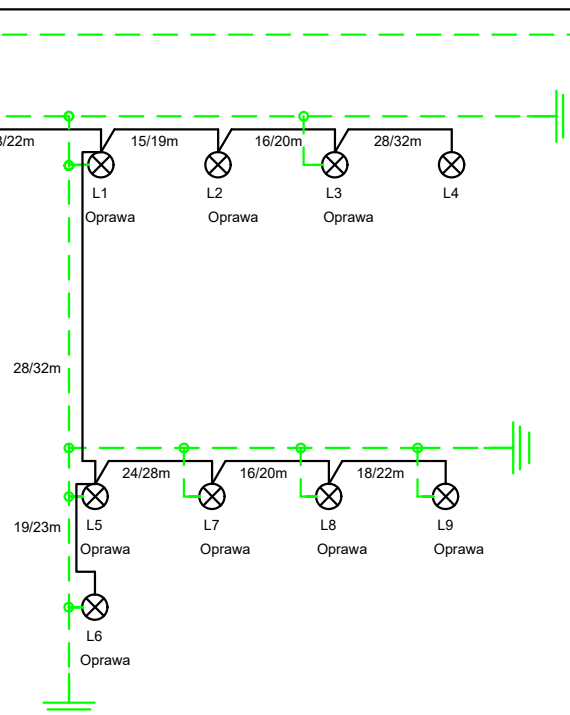 /22m 15/19m 16/20m 28/32m
L1 L2 L3 L4
Oprawa Oprawa Oprawa
28/32m
24/28m 16/20m 18/22m
19/23m L5 L7 L8 L9
Oprawa Oprawa Oprawa Oprawa
L6
Oprawa